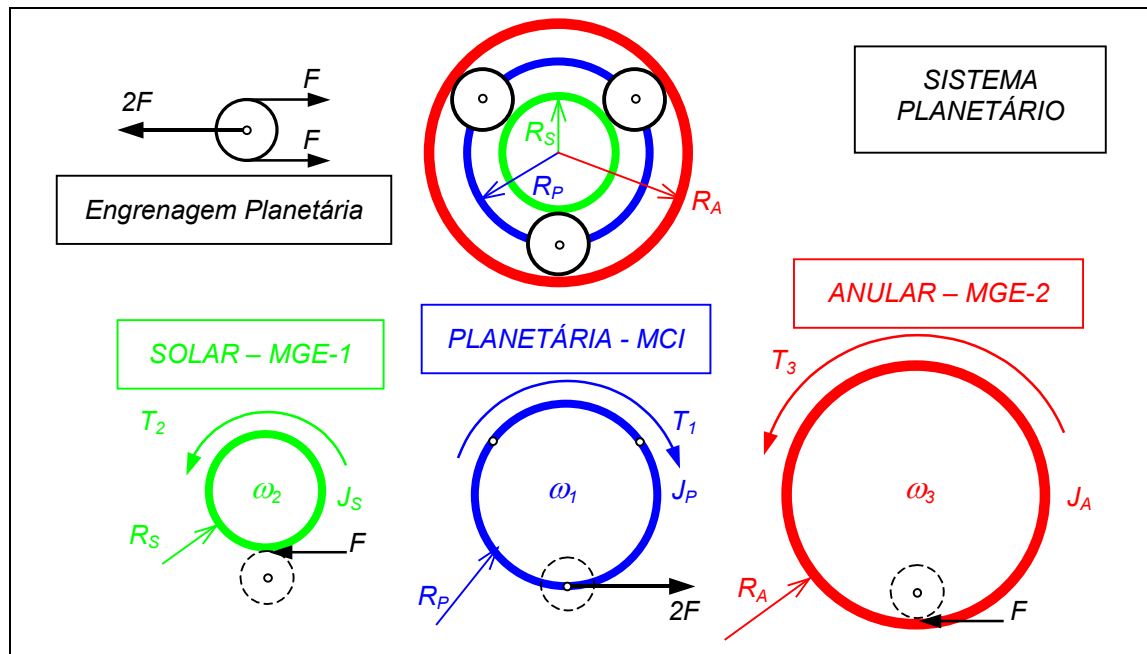 F
2F
F
Engrenagem Planetária
R_S
R_P
R_A
SISTEMA
PLANETÁRIO
SOLAR – MGE-1
T_2
ω_2
J_S
R_S
F
PLANETÁRIA - MCI
T_1
ω_1
J_P
R_P
2F
ANULAR – MGE-2
T_3
ω_3
J_A
R_A
F